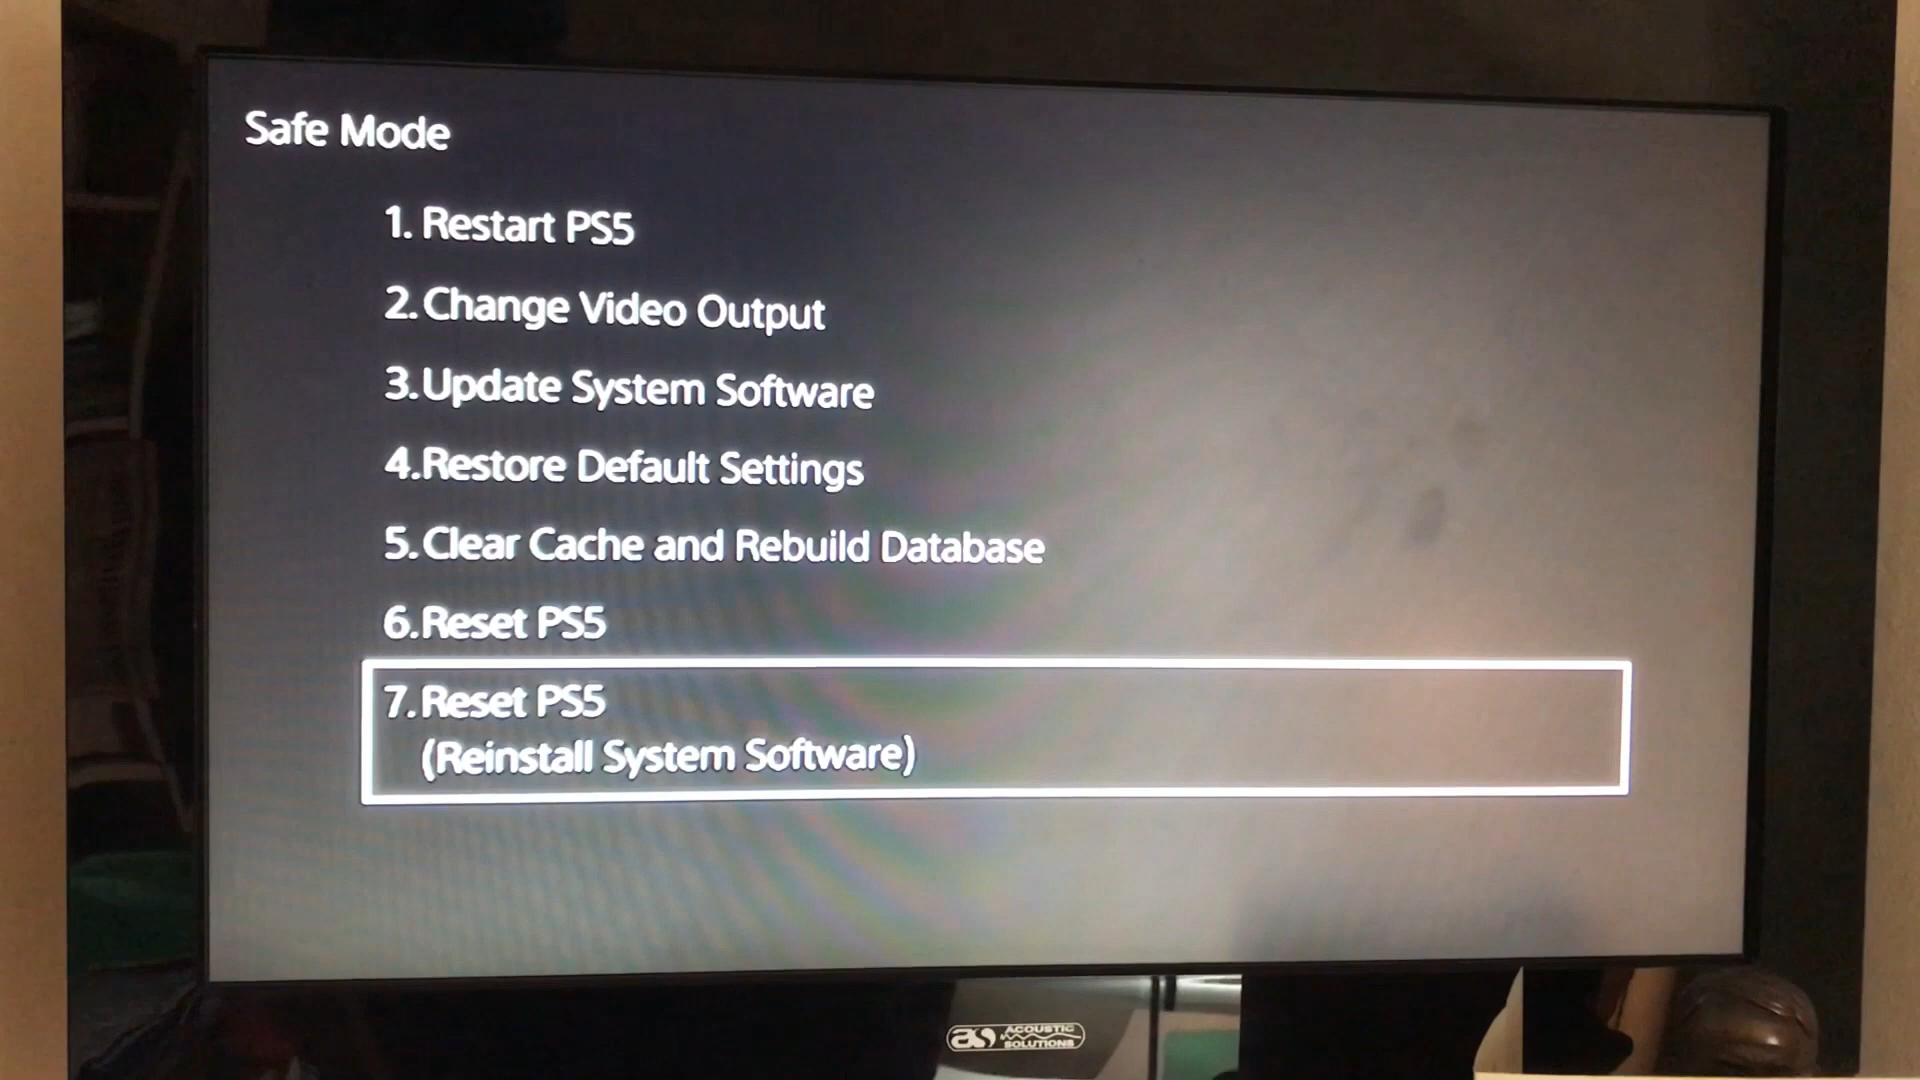 Safe Mode
1. Restart PS5
2. Change Video Output
3. Update System Software
4. Restore Default Settings
5. Clear Cache and Rebuild Database
6. Reset PS5
7. Reset PS5
(Reinstall System Software)
as ACOUSTIC
SOLUTIONS